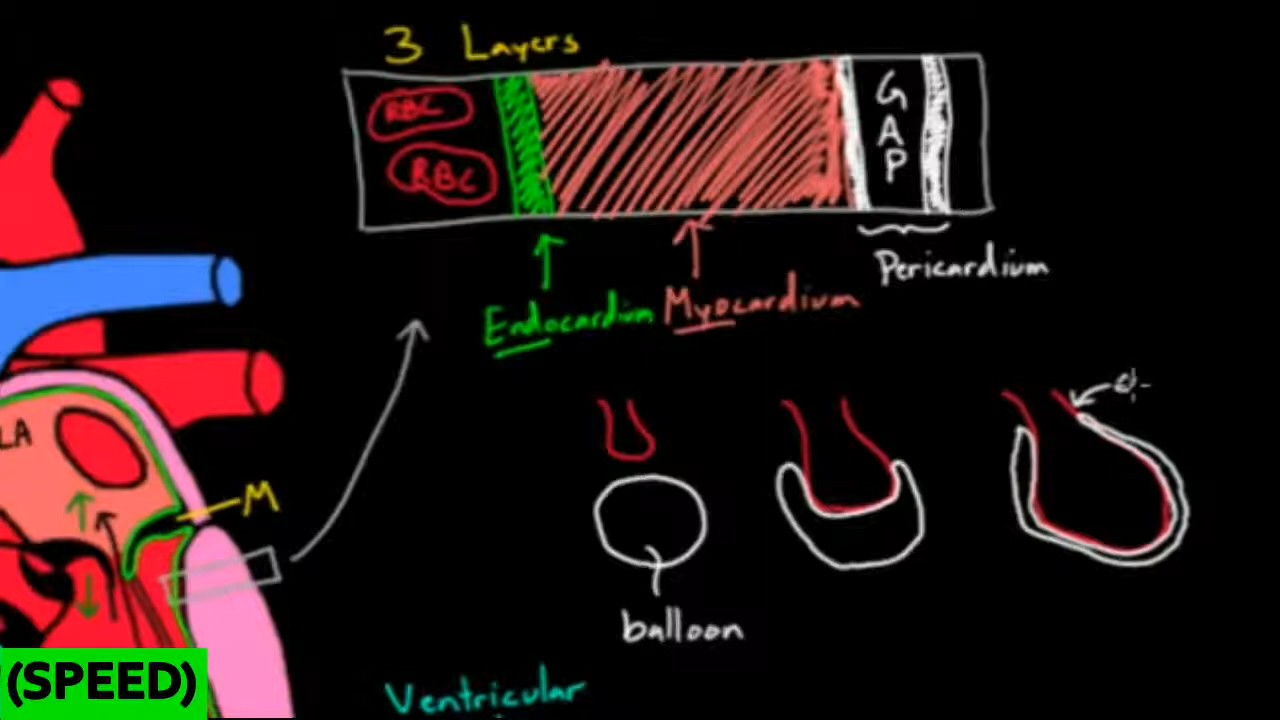 3 Layers
RBC
RBC
GAP
Pericardium
Endocardium
Myocardium
LA
M
balloon
(SPEED)
Ventricular